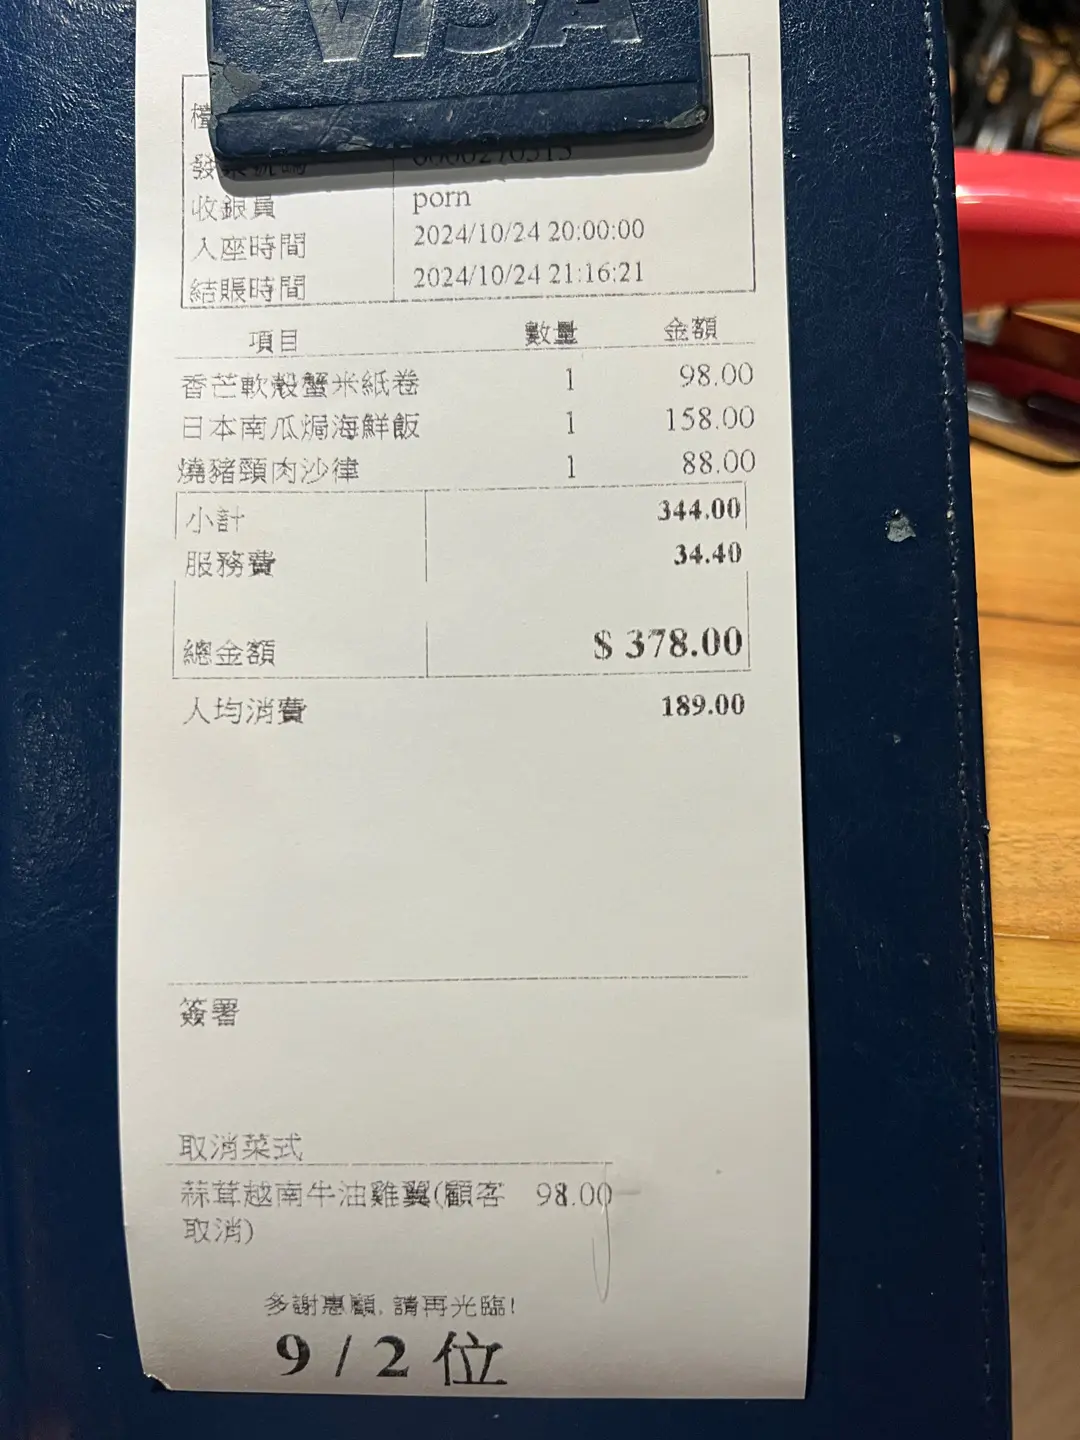 VISA
收銀員 porn
入座時間 2024/10/24 20:00:00
結賬時間 2024/10/24 21:16:21
項目 數量 金額
香芒軟殼蟹米紙卷 1 98.00
日本南瓜焗海鮮飯 1 158.00
燒豬頸肉沙律 1 88.00
小計 344.00
服務費 34.40
總金額 $ 378.00
人均消費 189.00
簽署
取消菜式
蒜茸越南牛油雞翼(顧客 98.00
取消)
多謝惠顧, 請再光臨!
9 / 2 位